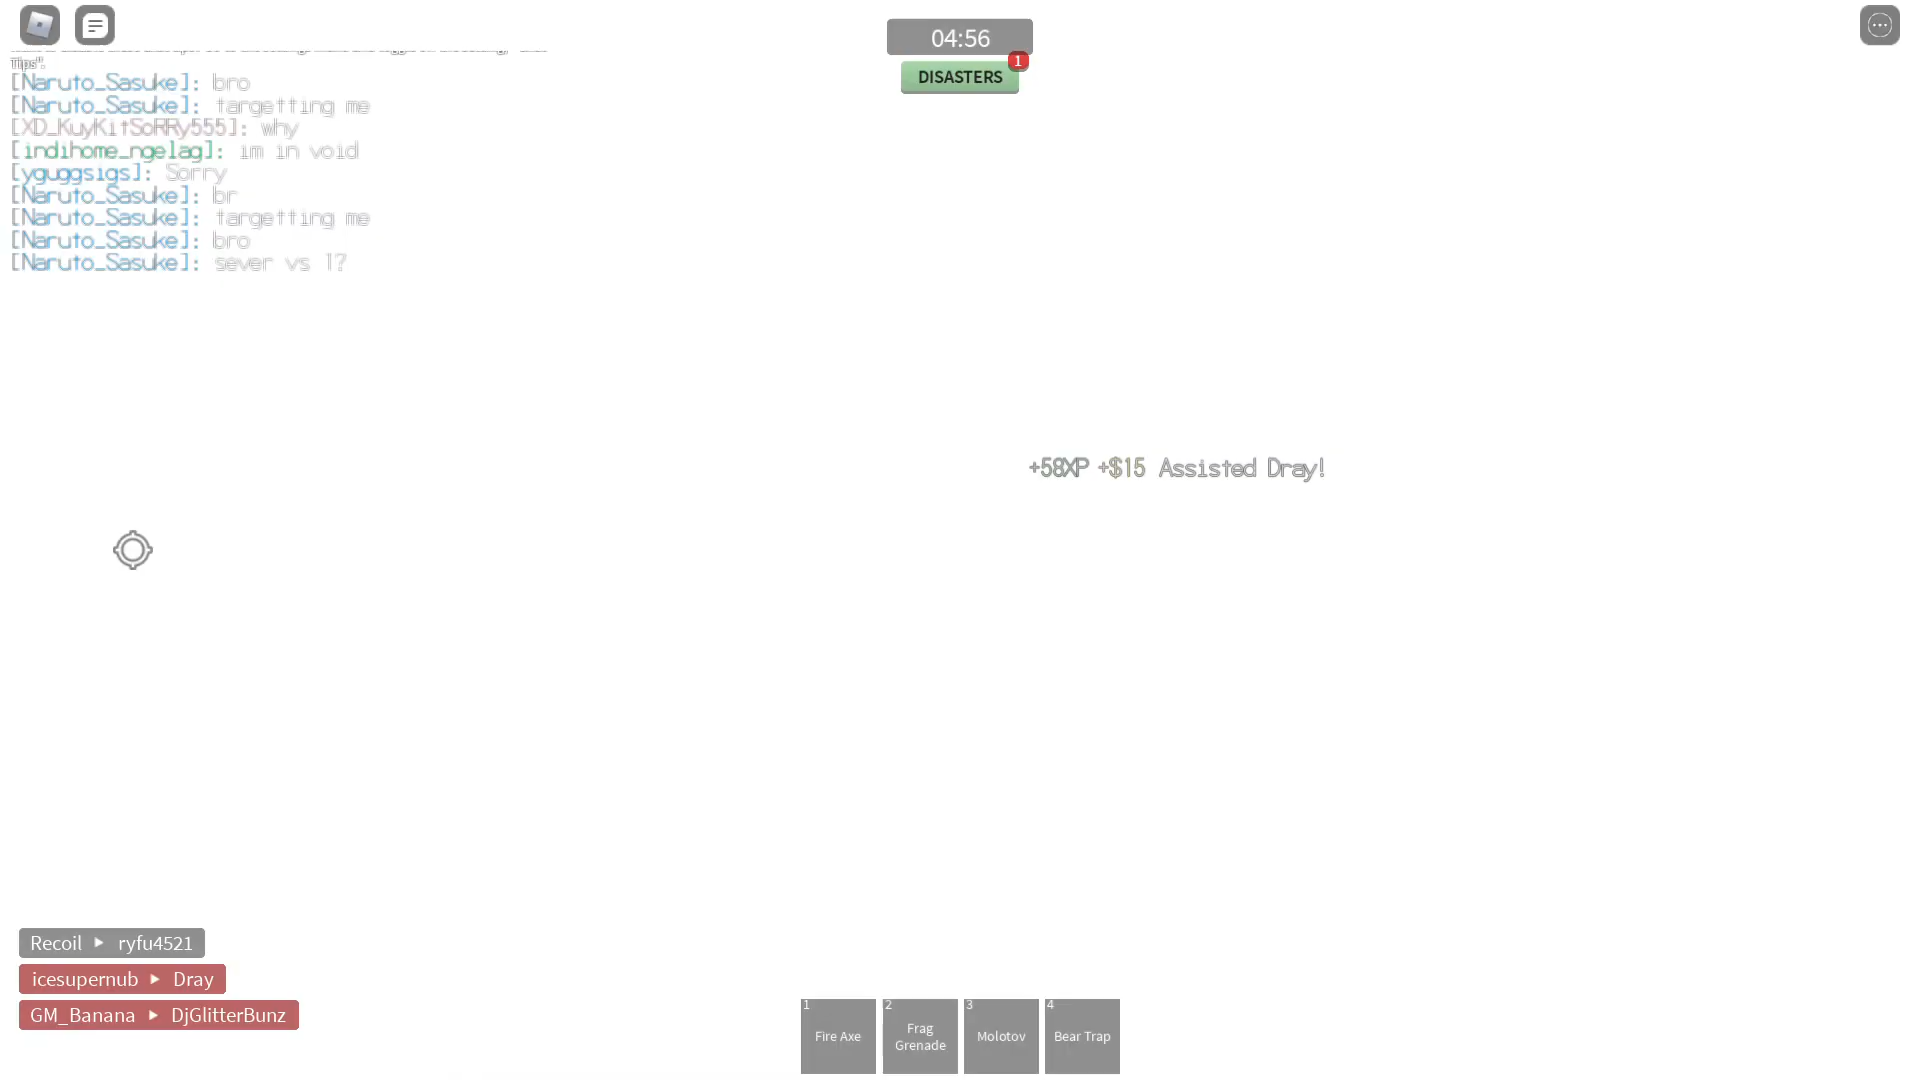 04:56
1
DISASTERS
Tips".
[Naruto_Sasuke]: bro
[Naruto_Sasuke]: targetting me
[XD_KuyKitSoRRy555]: why
[indihome_ngelag]: im in void
[yguggsigs]: Sorry
[Naruto_Sasuke]: br
[Naruto_Sasuke]: targetting me
[Naruto_Sasuke]: bro
[Naruto_Sasuke]: sever vs 1?
+58XP +$15 Assisted Dray!
Recoil ▶ ryfu4521
icesupernub ▶ Dray
GM_Banana ▶ DjGlitterBunz
1
Fire Axe
2
Frag
Grenade
3
Molotov
4
Bear Trap